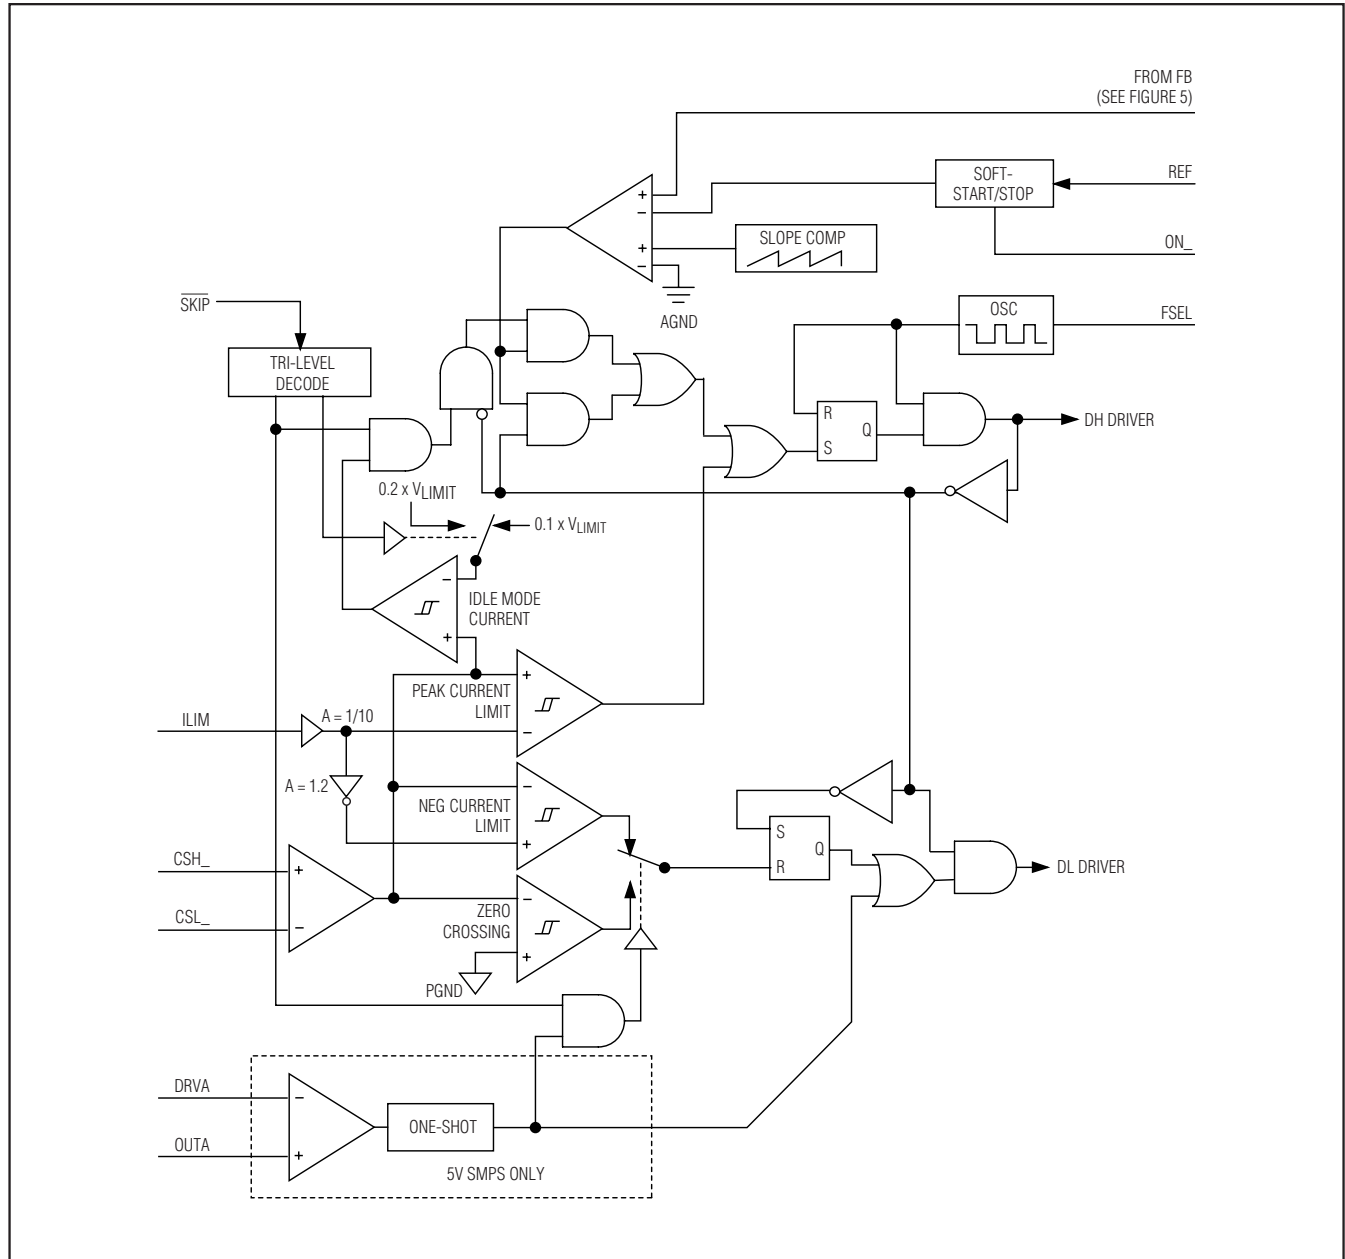 FROM FB
(SEE FIGURE 5)
SOFT-
START/STOP
REF
+
−
SLOPE COMP
ON_
+
−
SKIP
AGND
OSC
FSEL
TRI-LEVEL
DECODE
R
Q
S
DH DRIVER
0.2 x VLIMIT
0.1 x VLIMIT
−
IDLE MODE
CURRENT
+
PEAK CURRENT
LIMIT
+
−
ILIM
A = 1/10
A = 1.2
NEG CURRENT
LIMIT
−
+
S
Q
R
DL DRIVER
CSH_
+
CSL_
−
ZERO
CROSSING
−
+
PGND
DRVA
−
ONE-SHOT
OUTA
+
5V SMPS ONLY